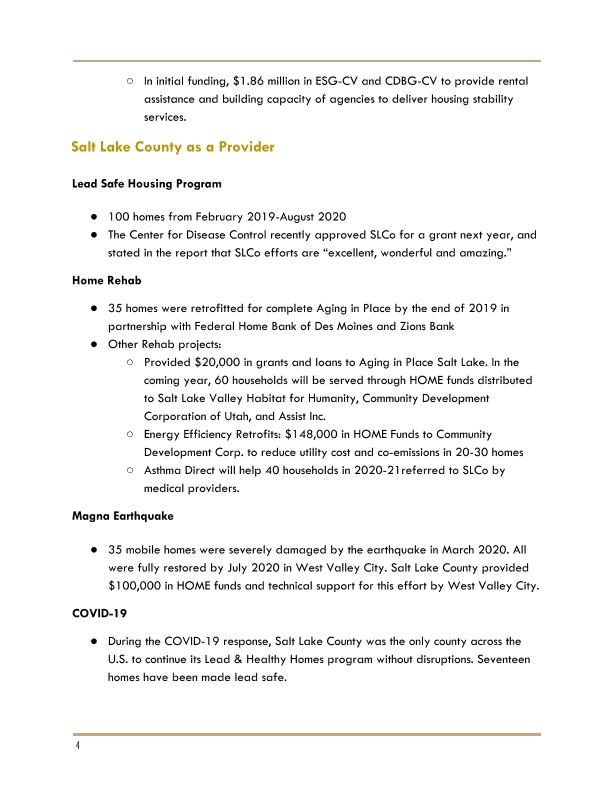 ○ In initial funding, $1.86 million in ESG-CV and CDBG-CV to provide rental
assistance and building capacity of agencies to deliver housing stability
services.
Salt Lake County as a Provider
Lead Safe Housing Program
● 100 homes from February 2019-August 2020
● The Center for Disease Control recently approved SLCo for a grant next year, and
stated in the report that SLCo efforts are “excellent, wonderful and amazing.”
Home Rehab
● 35 homes were retrofitted for complete Aging in Place by the end of 2019 in
partnership with Federal Home Bank of Des Moines and Zions Bank
● Other Rehab projects:
○ Provided $20,000 in grants and loans to Aging in Place Salt Lake. In the
coming year, 60 households will be served through HOME funds distributed
to Salt Lake Valley Habitat for Humanity, Community Development
Corporation of Utah, and Assist Inc.
○ Energy Efficiency Retrofits: $148,000 in HOME Funds to Community
Development Corp. to reduce utility cost and co-emissions in 20-30 homes
○ Asthma Direct will help 40 households in 2020-21referred to SLCo by
medical providers.
Magna Earthquake
● 35 mobile homes were severely damaged by the earthquake in March 2020. All
were fully restored by July 2020 in West Valley City. Salt Lake County provided
$100,000 in HOME funds and technical support for this effort by West Valley City.
COVID-19
● During the COVID-19 response, Salt Lake County was the only county across the
U.S. to continue its Lead & Healthy Homes program without disruptions. Seventeen
homes have been made lead safe.
4